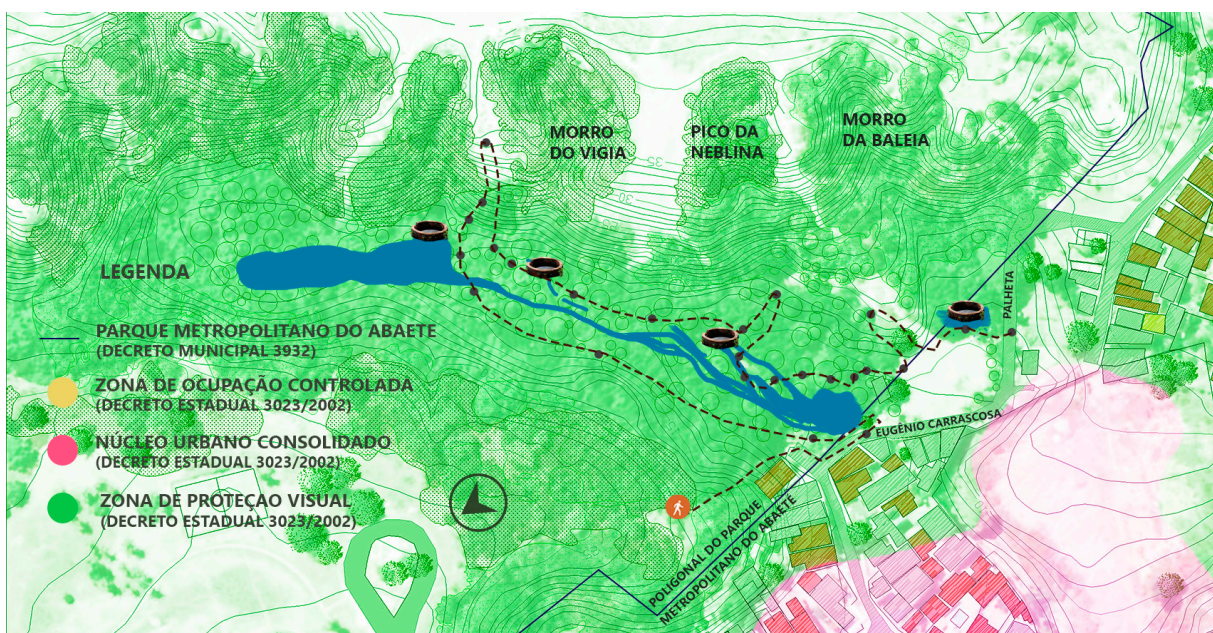 MORRO
DO VIGIA
PICO DA
NEBLINA
MORRO
DA BALEIA
35
30
LEGENDA
PALHETA
PARQUE METROPOLITANO DO ABAETE
(DECRETO MUNICIPAL 3932)
ZONA DE OCUPAÇÃO CONTROLADA
(DECRETO ESTADUAL 3023/2002)
EUGÊNIO CARRASCOSA
NÚCLEO URBANO CONSOLIDADO
(DECRETO ESTADUAL 3023/2002)
ZONA DE PROTEÇAO VISUAL
(DECRETO ESTADUAL 3023/2002)
POLIGONAL DO PARQUE
METROPOLITANO DO ABAETÉ